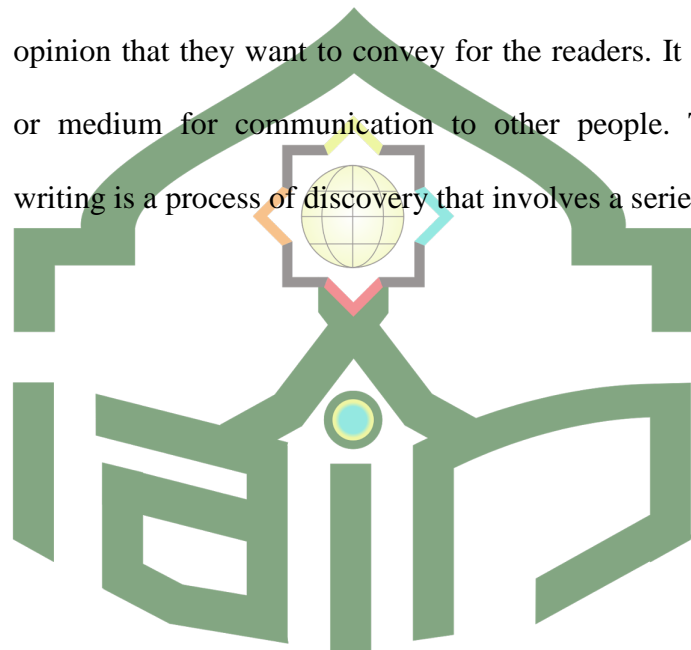 opinion that they want to convey for the readers. It
or medium for communication to other people.
writing is a process of discovery that involves a serie
iain